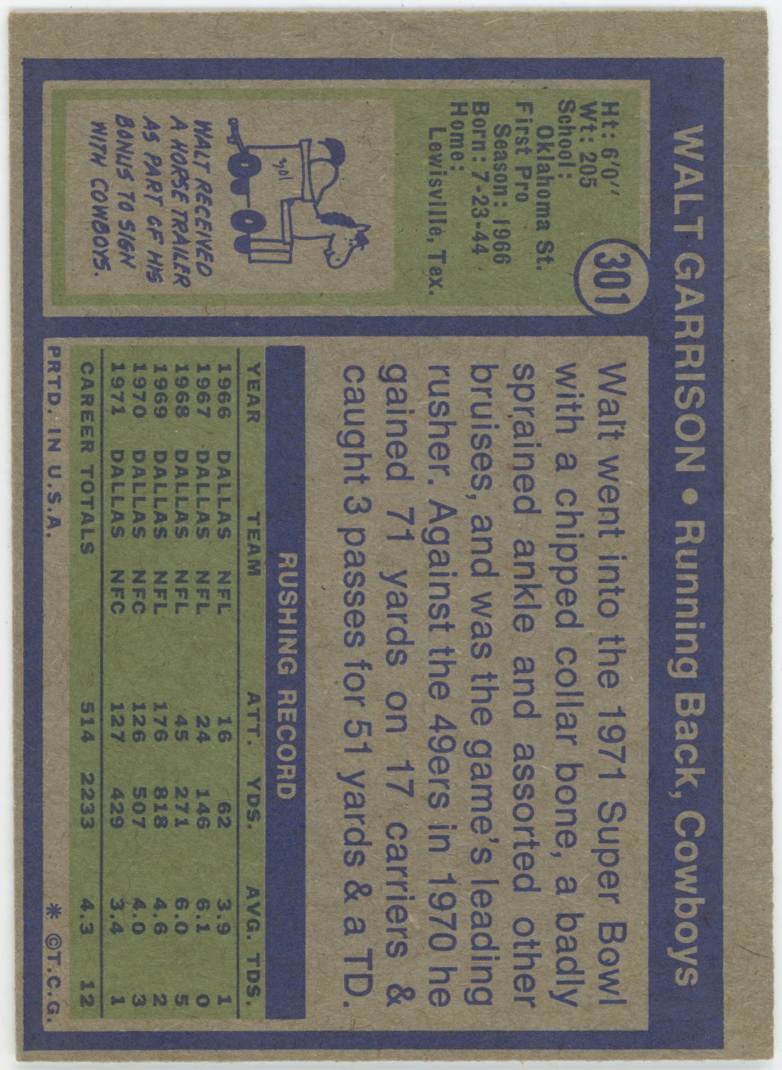 WALT GARRISON • Running Back, Cowboys
301
Ht: 6'0"
Wt: 205
School:
Oklahoma St.
First Pro
Season: 1966
Born: 7-23-44
Home:
Lewisville, Tex.
WALT RECEIVED
A HORSE TRAILER
AS PART OF HIS
BONUS TO SIGN
WITH COWBOYS.
Walt went into the 1971 Super Bowl
with a chipped collar bone, a badly
sprained ankle and assorted other
bruises, and was the game's leading
rusher. Against the 49ers in 1970 he
gained 71 yards on 17 carriers &
caught 3 passes for 51 yards & a TD.
RUSHING RECORD
YEAR TEAM ATT. YDS. AVG. TDS.
1966 DALLAS NFL 16 62 3.9 1
1967 DALLAS NFL 24 146 6.1 0
1968 DALLAS NFL 45 271 6.0 5
1969 DALLAS NFL 176 818 4.6 2
1970 DALLAS NFC 126 507 4.0 3
1971 DALLAS NFC 127 429 3.4 1
CAREER TOTALS 514 2233 4.3 12
PRTD. IN U.S.A. * ©T.C.G.